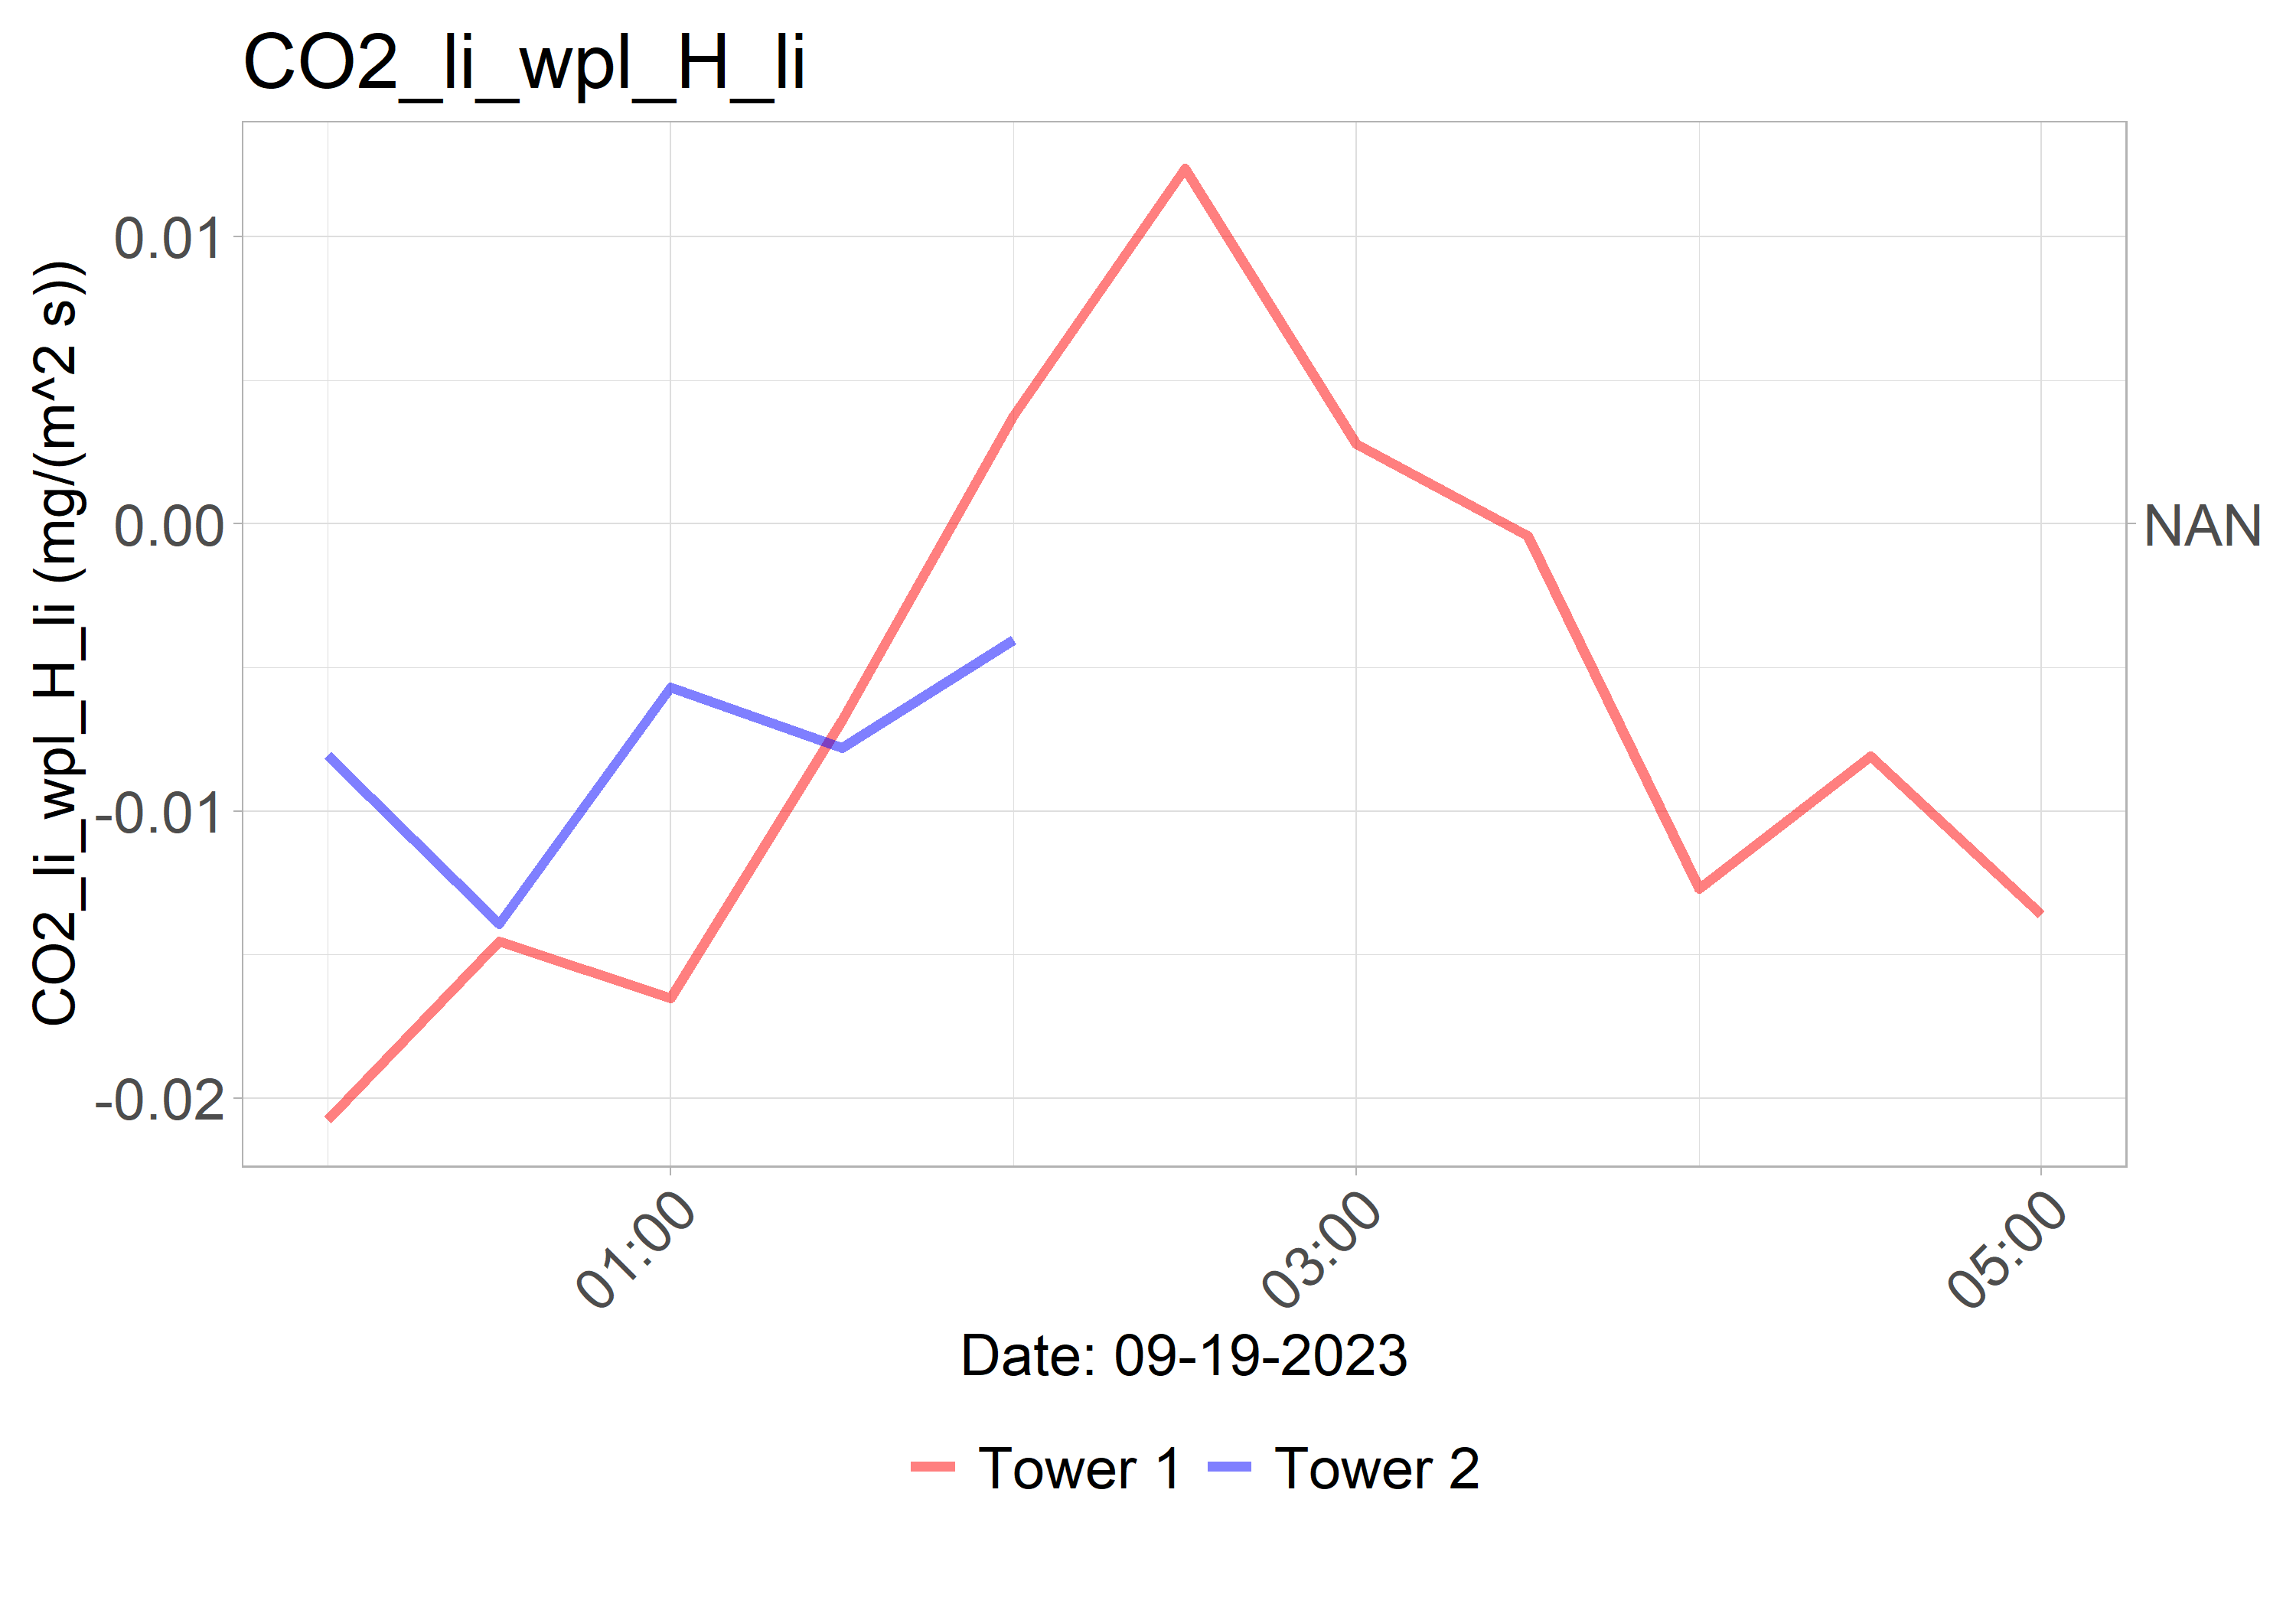 CO2_li_wpl_H_li
CO2_li_wpl_H_li (mg/(m^2 s))
0.01
0.00
-0.01
-0.02
NAN
01:00
03:00
05:00
Date: 09-19-2023
Tower 1
Tower 2